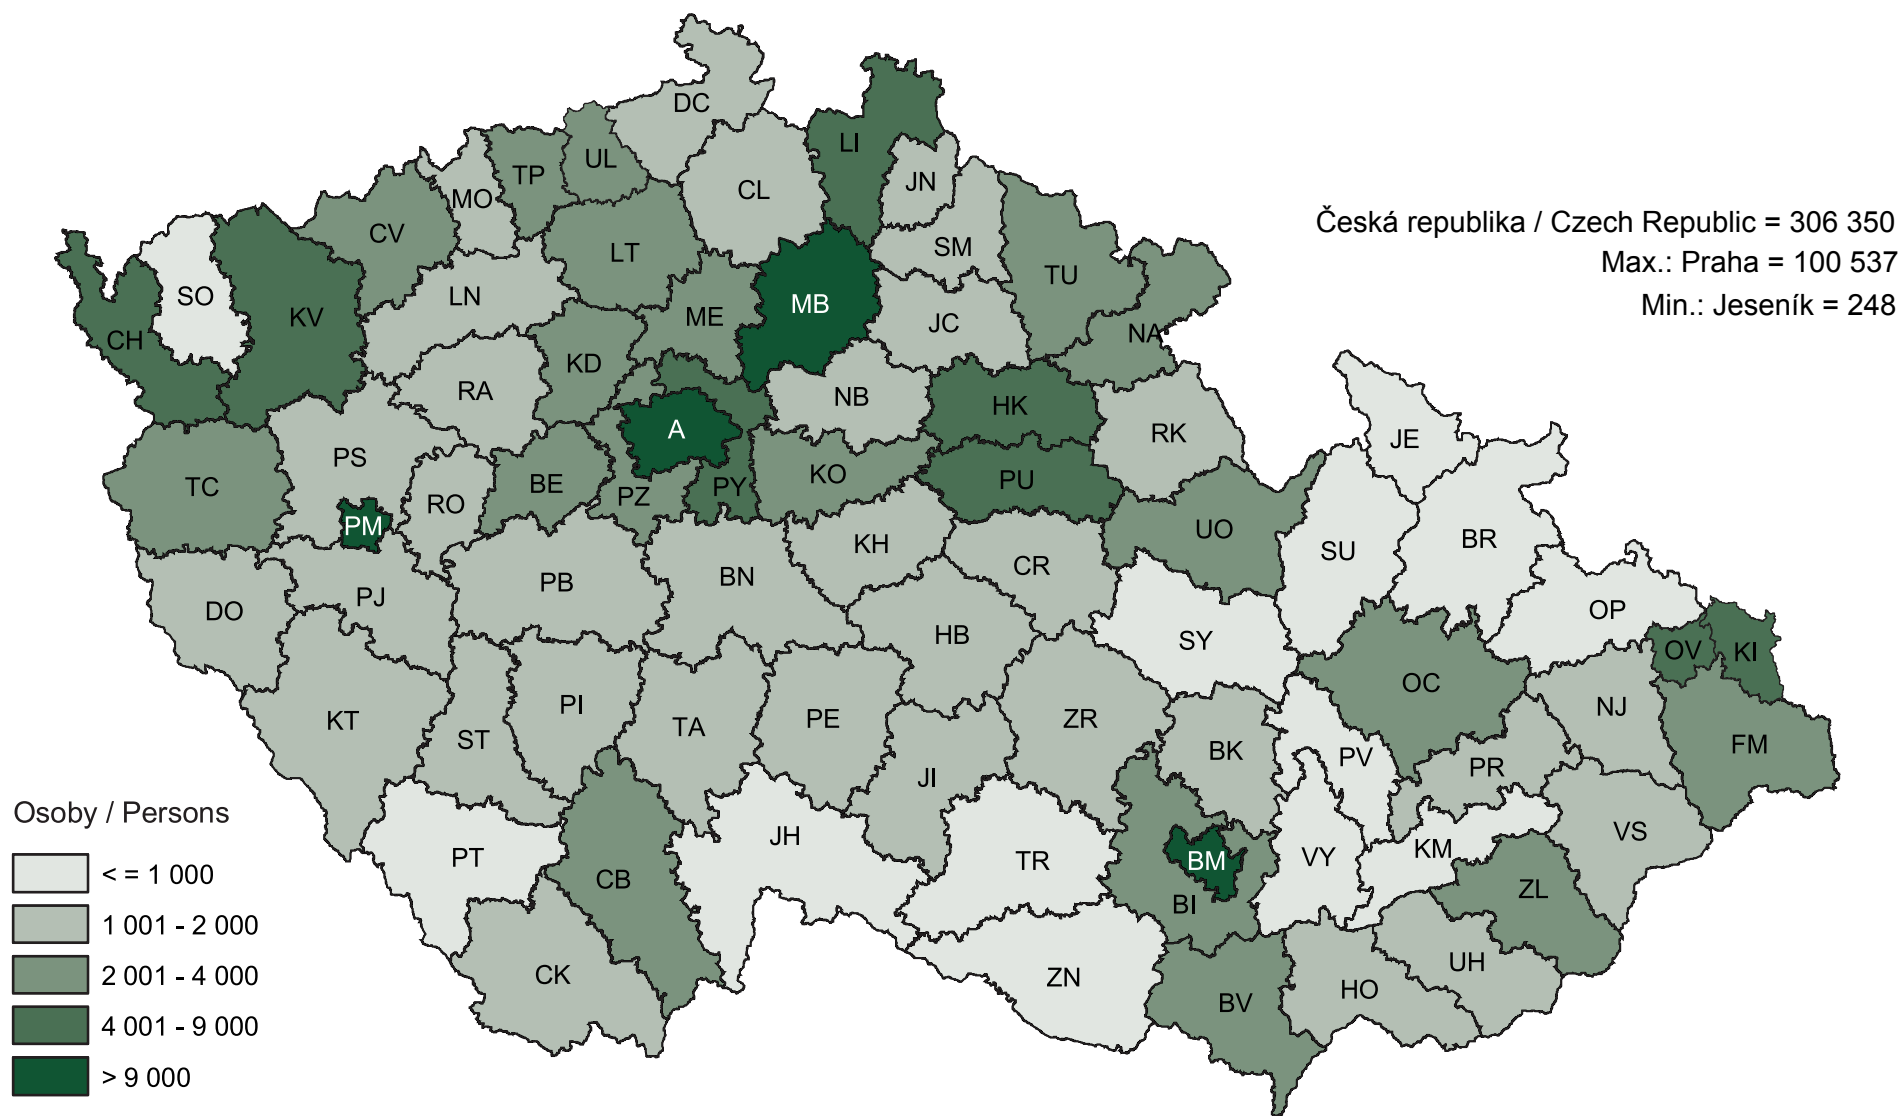 DC
LI
UL
TP
JN
CL
MO
CV
Česká republika / Czech Republic = 306 350
SM
LT
TU
Max.: Praha = 100 537
SO
LN
MB
Min.: Jeseník = 248
KV
ME
JC
NA
CH
KD
RA
NB
HK
A
RK
JE
PS
TC
BE
KO
PU
PZ
PY
RO
PM
UO
BR
KH
SU
CR
PB
BN
PJ
DO
OP
HB
SY
OV
KI
OC
PI
KT
ST
TA
PE
ZR
NJ
BK
FM
PV
PR
JI
Osoby / Persons
JH
VS
KM
PT
TR
BM
VY
< = 1 000
CB
ZL
BI
1 001 - 2 000
UH
CK
ZN
2 001 - 4 000
HO
BV
4 001 - 9 000
> 9 000